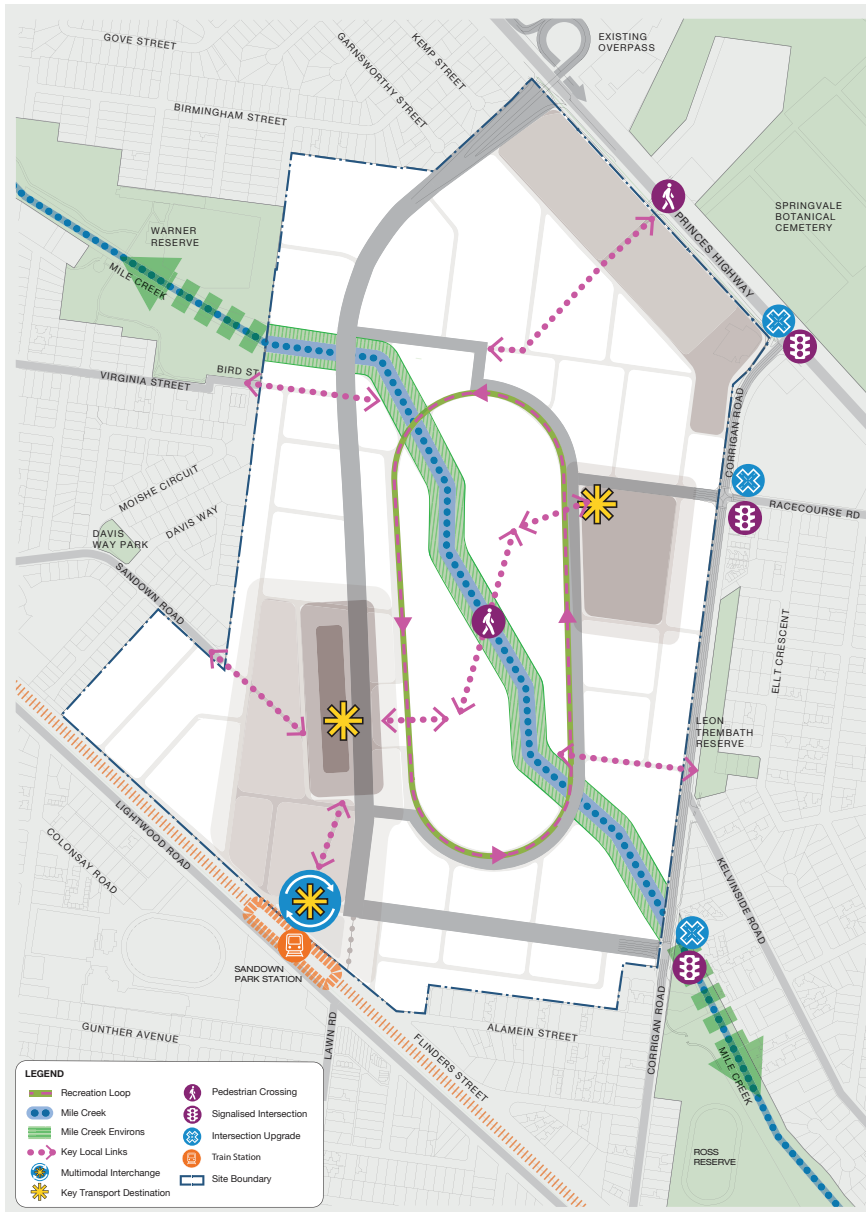 GOVE STREET
GARNSWORTHY STREET
KEMP STREET
EXISTING
OVERPASS
BIRMINGHAM STREET
WARNER
RESERVE
SPRINGVALE
BOTANICAL
CEMETERY
PRINCES HIGHWAY
MILE CREEK
VIRGINIA STREET
BIRD ST
CORRIGAN ROAD
MOISHE CIRCUIT
DAVIS WAY
DAVIS
WAY PARK
RACECOURSE RD
SANDOWN ROAD
ELLT CRESCENT
LEON
TREMBATH
RESERVE
LIGHTWOOD ROAD
COLONSAY ROAD
KELVINSIDE ROAD
SANDOWN
PARK STATION
GUNTHER AVENUE
LAWN RD
FLINDERS STREET
ALAMEIN STREET
CORRIGAN ROAD
MILE CREEK
ROSS
RESERVE
LEGEND
Recreation Loop
Mile Creek
Mile Creek Environs
Key Local Links
Multimodal Interchange
Key Transport Destination
Pedestrian Crossing
Signalised Intersection
Intersection Upgrade
Train Station
Site Boundary